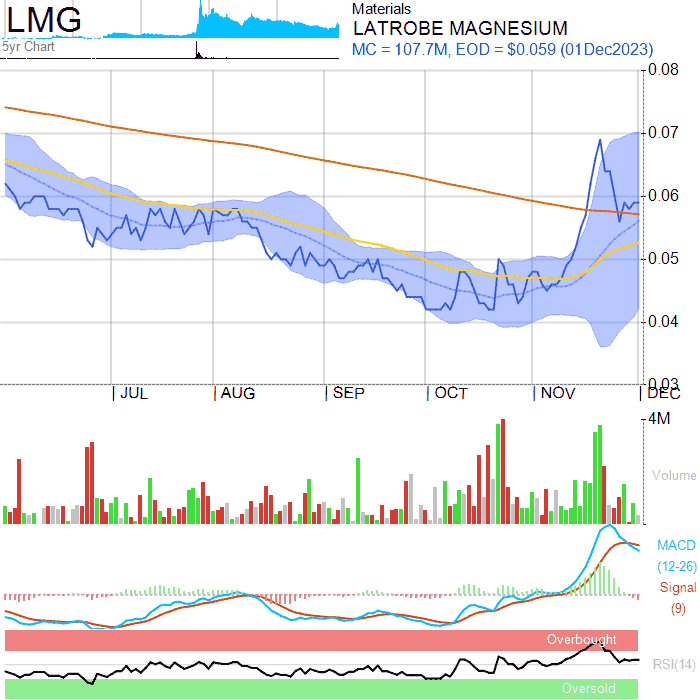 LMG
5yr Chart
Materials
LATROBE MAGNESIUM
MC = 107.7M, EOD = $0.059 (01Dec2023)
0.08
0.07
0.06
0.05
0.04
0.03
JUL AUG SEP OCT NOV DEC
4M
Volume
MACD
(12-26)
Signal
(9)
Overbought
RSI(14)
Oversold